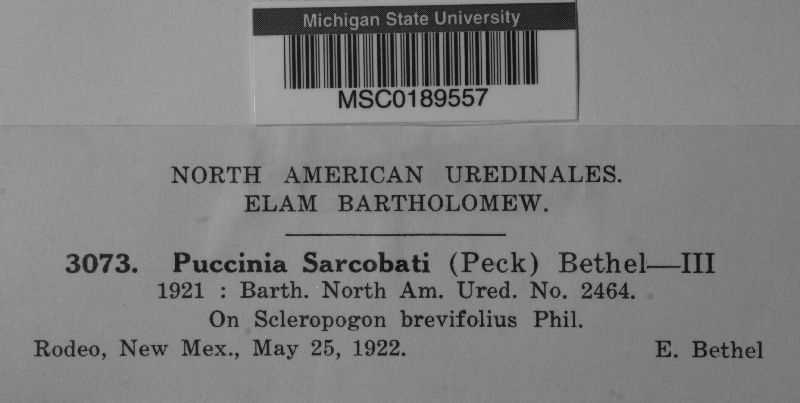 Michigan State University
MSC0189557
NORTH AMERICAN UREDINALES.
ELAM BARTHOLOMEW.
3073. Puccinia Sarcobati (Peck) Bethel—III
1921 : Barth. North Am. Ured. No. 2464.
On Scleropogon brevifolius Phil.
Rodeo, New Mex., May 25, 1922. E. Bethel